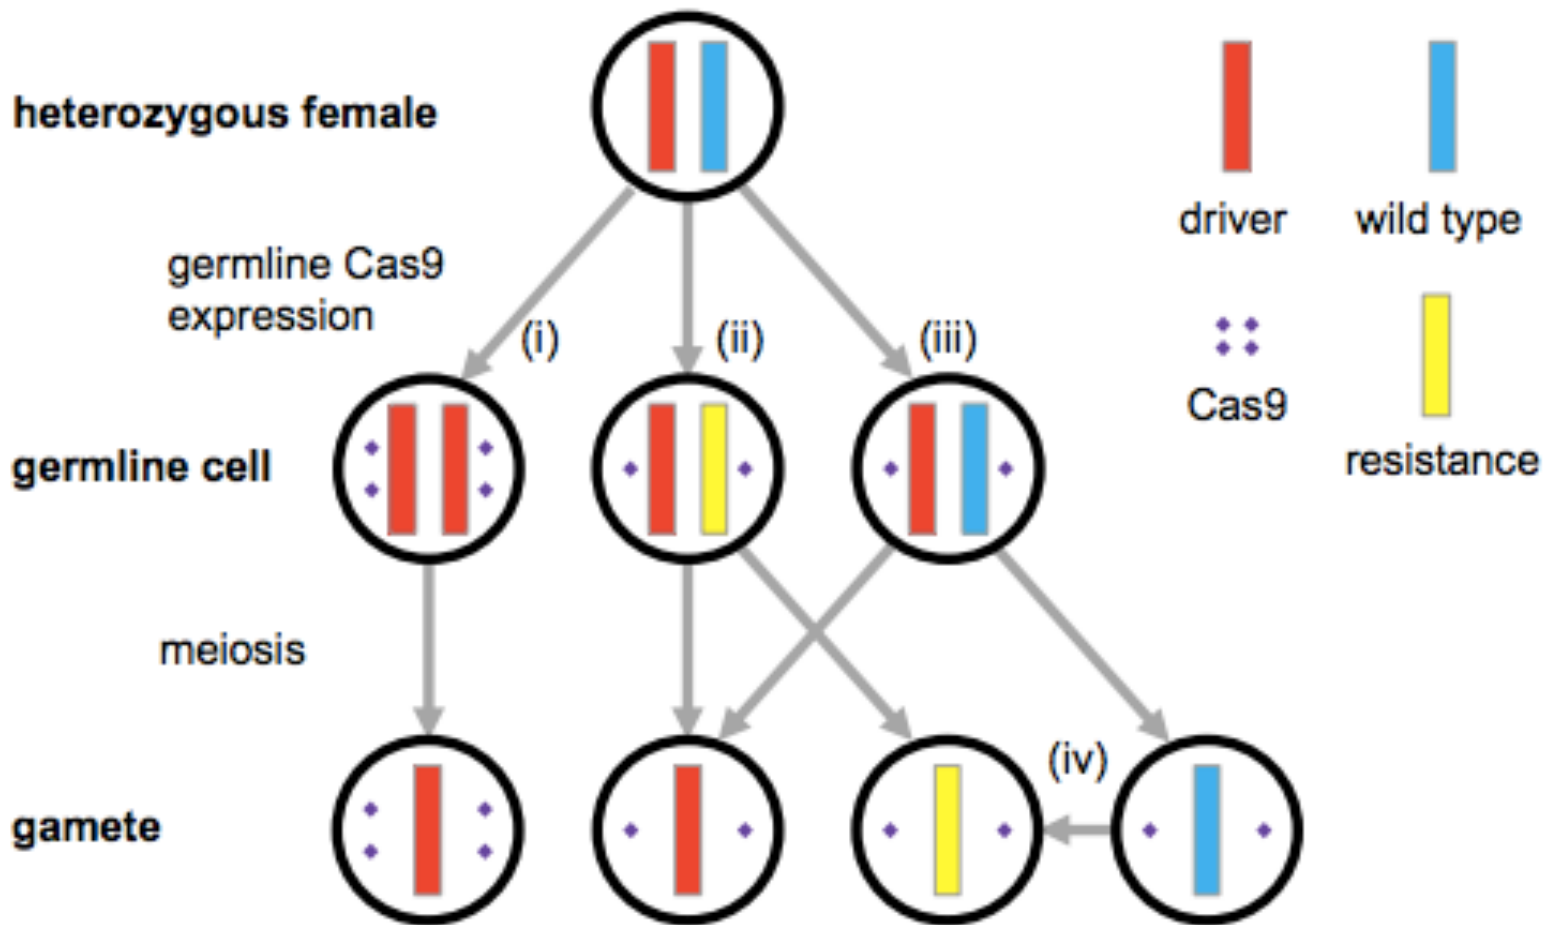 heterozygous female
driver
wild type
germline Cas9
expression
(i)
(ii)
(iii)
Cas9
germline cell
resistance
meiosis
(iv)
gamete